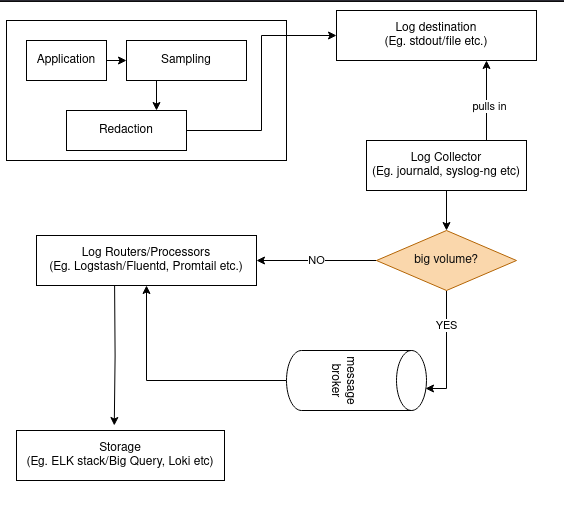 Log destination
(Eg. stdout/file etc.)
Application
Sampling
Redaction
pulls in
Log Collector
(Eg. journald, syslog-ng etc)
big volume?
NO
Log Routers/Processors
(Eg. Logstash/Fluentd, Promtail etc.)
YES
message
broker
Storage
(Eg. ELK stack/Big Query, Loki etc)